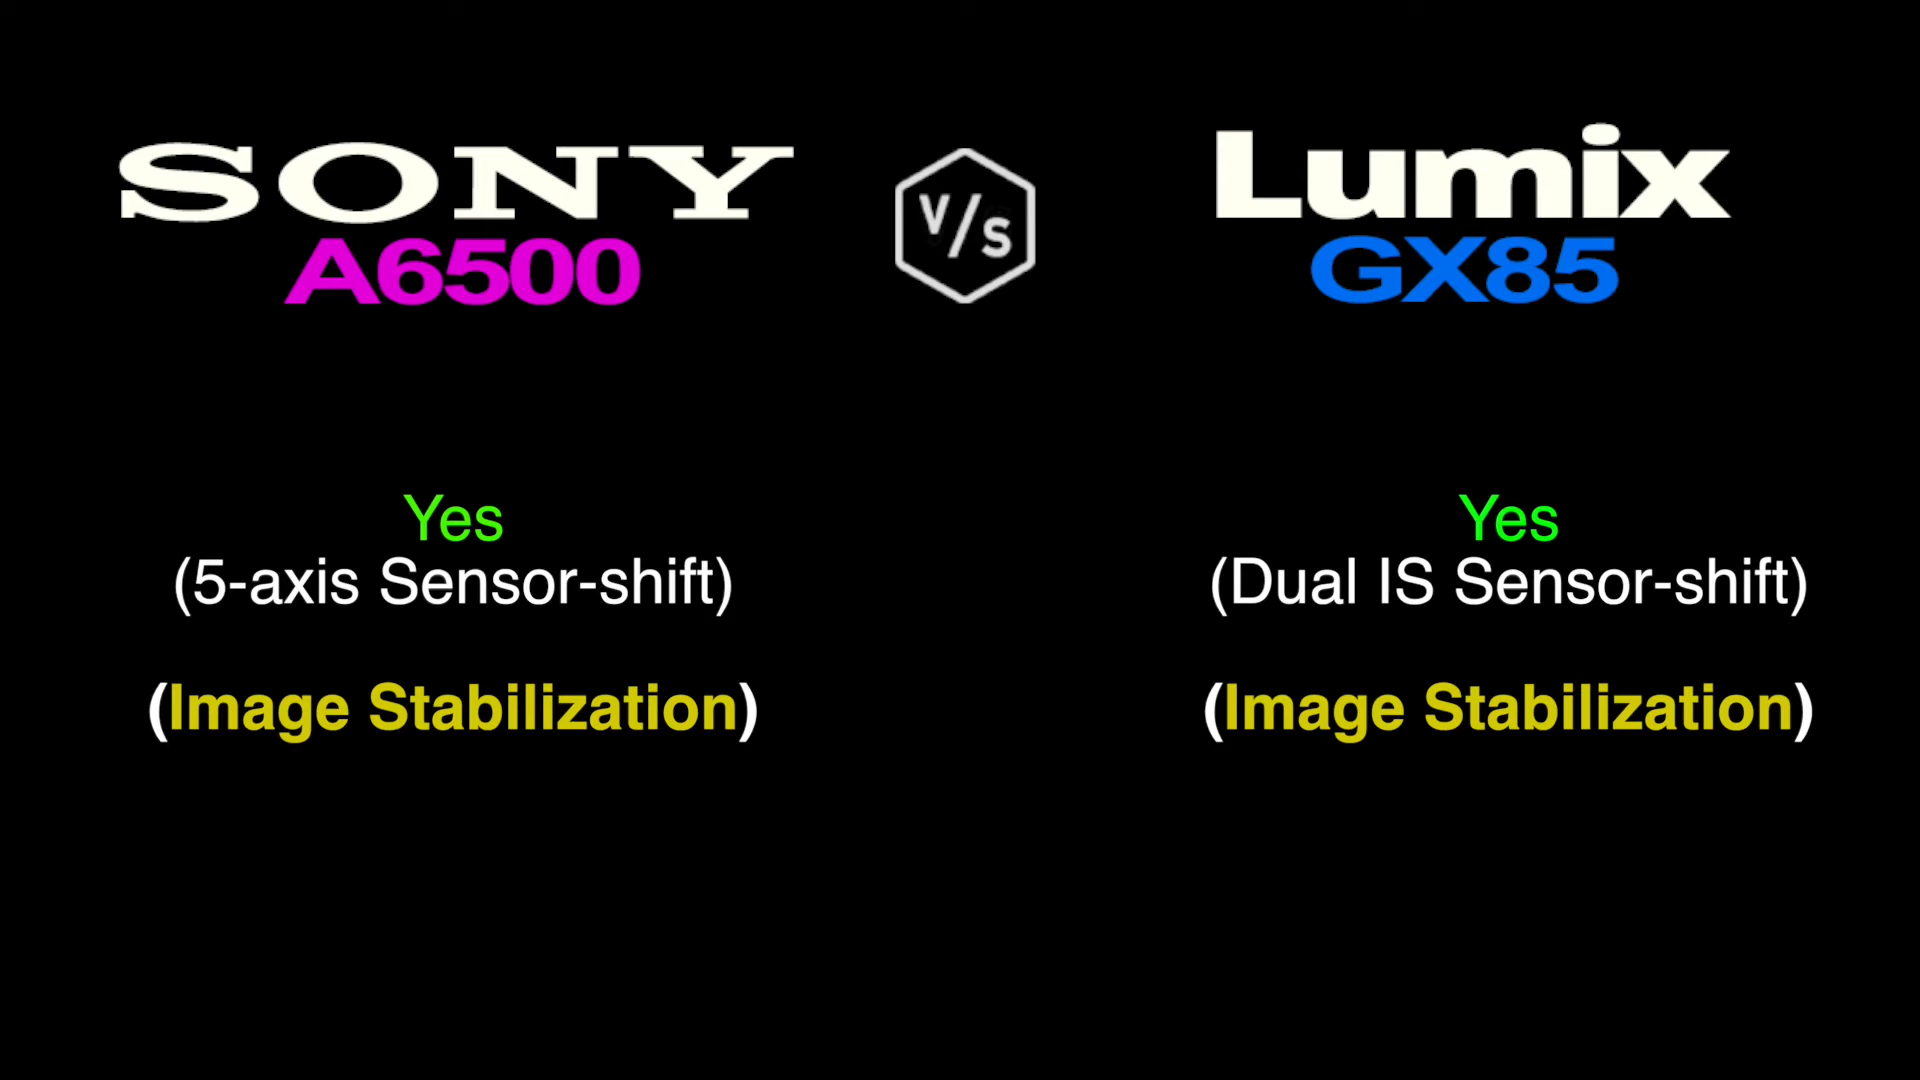 SONY
A6500
V/S
Lumix
GX85
Yes
(5-axis Sensor-shift)
(Image Stabilization)
Yes
(Dual IS Sensor-shift)
(Image Stabilization)